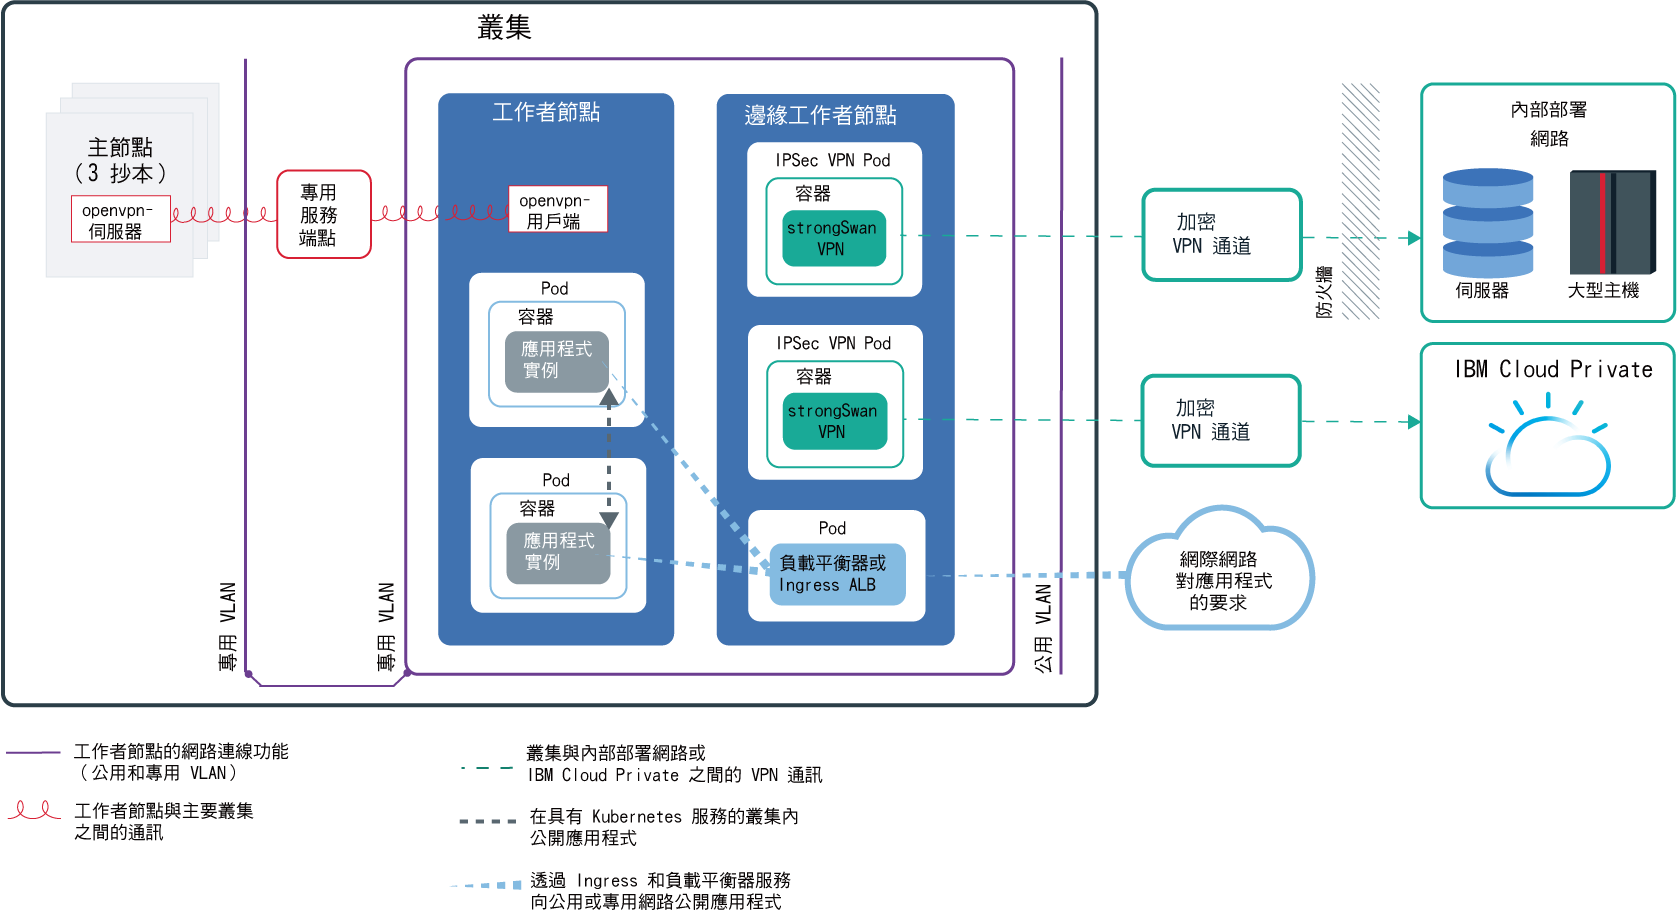 叢集
主節點
（3 抄本）
openvpn-
伺服器
專用
服務
端點
工作者節點
openvpn-
用戶端
Pod
容器
應用程式
實例
Pod
容器
應用程式
實例
邊緣工作者節點
IPSec VPN Pod
容器
strongSwan
VPN
IPSec VPN Pod
容器
strongSwan
VPN
Pod
負載平衡器或
Ingress ALB
專用 VLAN
專用 VLAN
公用 VLAN
加密
VPN 通道
防火牆
內部部署
網路
伺服器
大型主機
加密
VPN 通道
IBM Cloud Private
網際網路
對應用程式
的要求
工作者節點的網路連線功能
（公用和專用 VLAN）
工作者節點與主要叢集
之間的通訊
叢集與內部部署網路或
IBM Cloud Private 之間的 VPN 通訊
在具有 Kubernetes 服務的叢集內
公開應用程式
透過 Ingress 和負載平衡器服務
向公用或專用網路公開應用程式